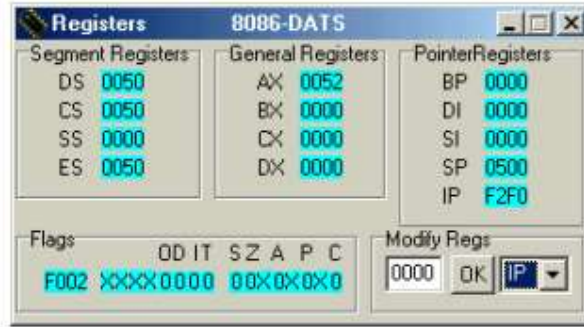 Registers 8086-DATS
Segment Registers General Registers PointerRegisters
DS 0050 AX 0052 BP 0000
CS 0050 BX 0000 DI 0000
SS 0000 CX 0000 SI 0000
ES 0050 DX 0000 SP 0500
IP F2F0
Flags Modify Regs
OD IT SZ A P C
F002 XXXX0000 00X0X0X0 0000 OK IP